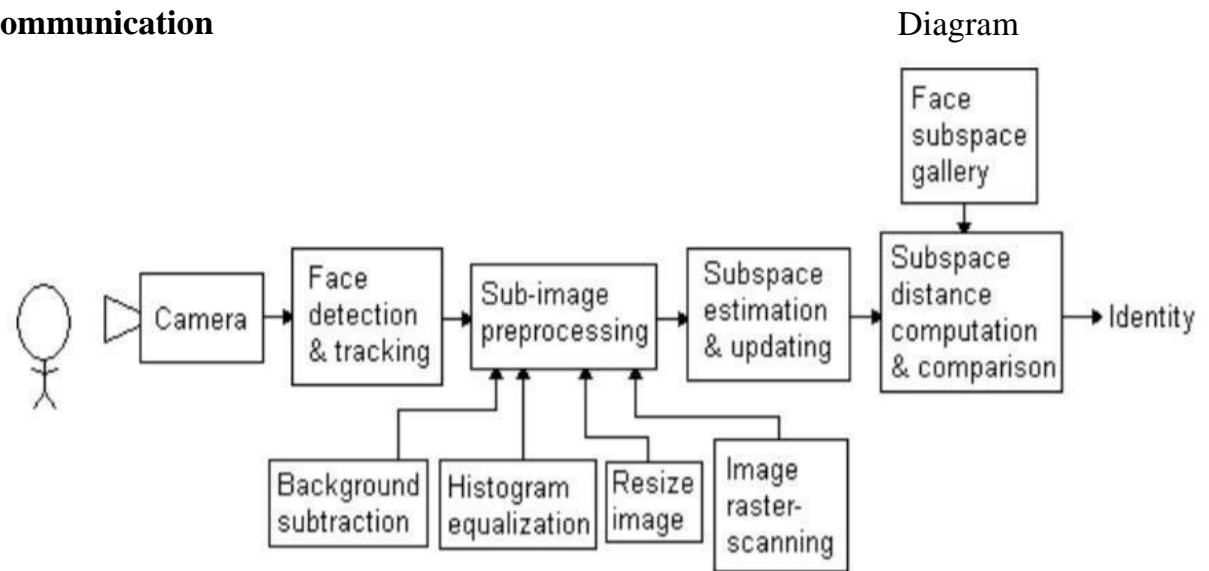 ommunication
Diagram
Face
subspace
gallery
Camera
Face
detection
& tracking
Sub-image
preprocessing
Subspace
estimation
& updating
Subspace
distance
computation
& comparison
Identity
Background
subtraction
Histogram
equalization
Resize
image
Image
raster-
scanning